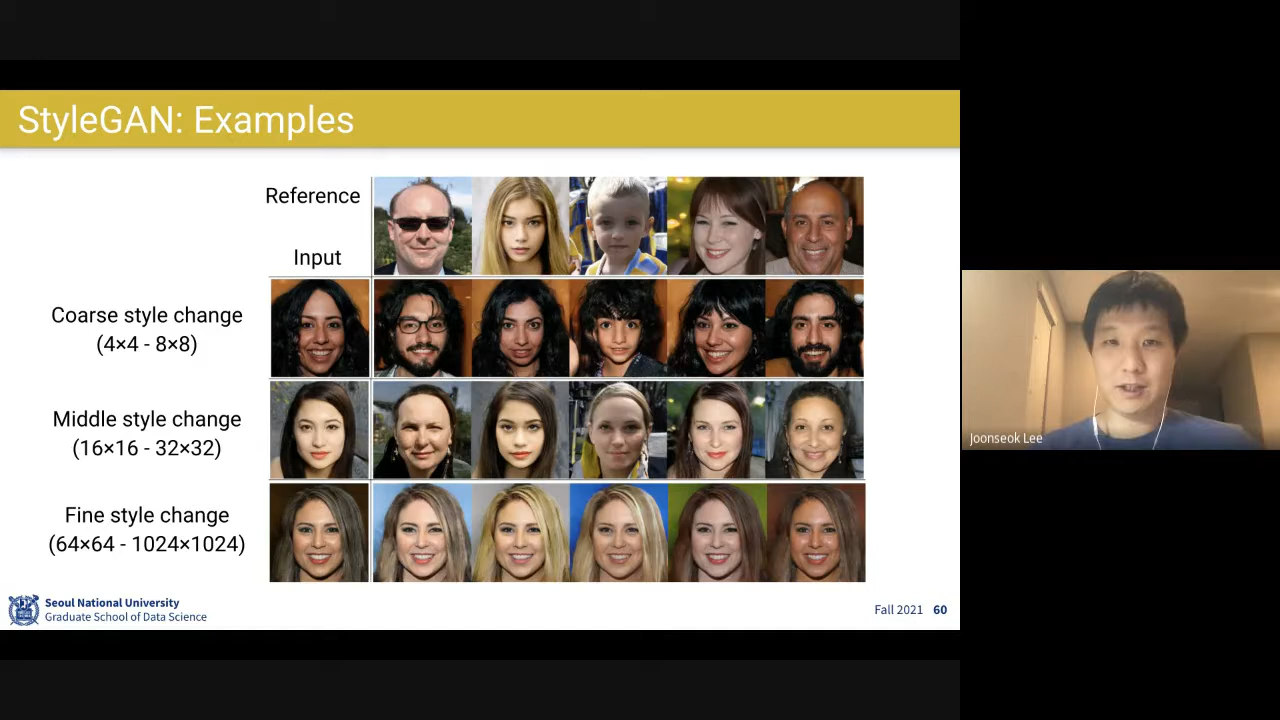 StyleGAN: Examples
Reference
Input
Coarse style change
(4×4 - 8×8)
Middle style change
(16×16 - 32×32)
Fine style change
(64×64 - 1024×1024)
Seoul National University
Graduate School of Data Science
Fall 2021 60
Joonseok Lee